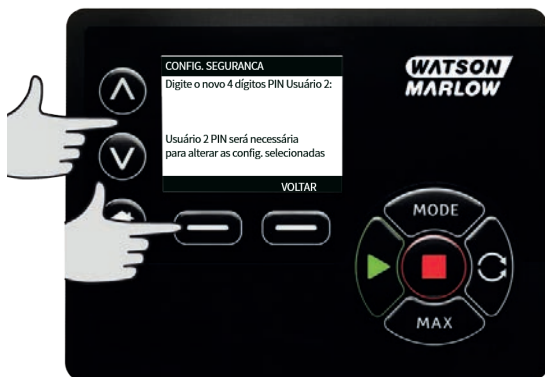 CONFIG. SEGURANCA
Digite o novo 4 dígitos PIN Usuário 2:
Usuário 2 PIN será necessária
para alterar as config. selecionadas
VOLTAR
WATSON
MARLOW
MODE
MAX